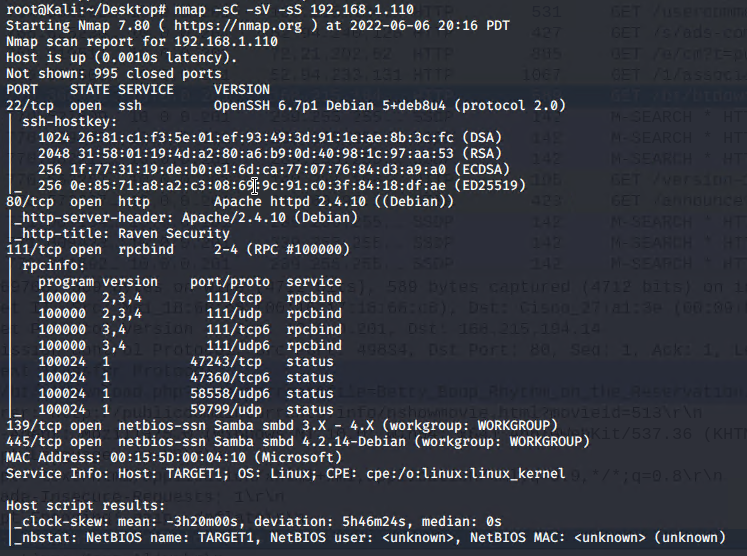 root@Kali:~/Desktop# nmap -sC -sV -sS 192.168.1.110
Starting Nmap 7.80 ( https://nmap.org ) at 2022-06-06 20:16 PDT
Nmap scan report for 192.168.1.110
Host is up (0.0010s latency).
Not shown: 995 closed ports
PORT    STATE SERVICE     VERSION
22/tcp  open  ssh         OpenSSH 6.7p1 Debian 5+deb8u4 (protocol 2.0)
| ssh-hostkey:
|   1024 26:81:c1:f3:5e:01:ef:93:49:3d:91:1e:ae:8b:3c:fc (DSA)
|   2048 31:58:01:19:4d:a2:80:a6:b9:0d:40:98:1c:97:aa:53 (RSA)
|   256 1f:77:31:19:de:b0:e1:6d:ca:77:07:76:84:d3:a9:a0 (ECDSA)
|_  256 0e:85:71:a8:a2:c3:08:69:9c:91:c0:3f:84:18:df:ae (ED25519)
80/tcp  open  http        Apache httpd 2.4.10 ((Debian))
|_http-server-header: Apache/2.4.10 (Debian)
|_http-title: Raven Security
111/tcp open  rpcbind     2-4 (RPC #100000)
| rpcinfo:
|   program version    port/proto  service
|   100000  2,3,4        111/tcp   rpcbind
|   100000  2,3,4        111/udp   rpcbind
|   100000  3,4          111/tcp6  rpcbind
|   100000  3,4          111/udp6  rpcbind
|   100024  1          47243/tcp   status
|   100024  1          47360/tcp6  status
|   100024  1          58558/udp6  status
|   100024  1          59799/udp   status
139/tcp open  netbios-ssn Samba smbd 3.X - 4.X (workgroup: WORKGROUP)
445/tcp open  netbios-ssn Samba smbd 4.2.14-Debian (workgroup: WORKGROUP)
MAC Address: 00:15:5D:00:04:10 (Microsoft)
Service Info: Host: TARGET1; OS: Linux; CPE: cpe:/o:linux:linux_kernel
Host script results:
|_clock-skew: mean: -3h20m00s, deviation: 5h46m24s, median: 0s
|_nbstat: NetBIOS name: TARGET1, NetBIOS user: <unknown>, NetBIOS MAC: <unknown> (unknown)